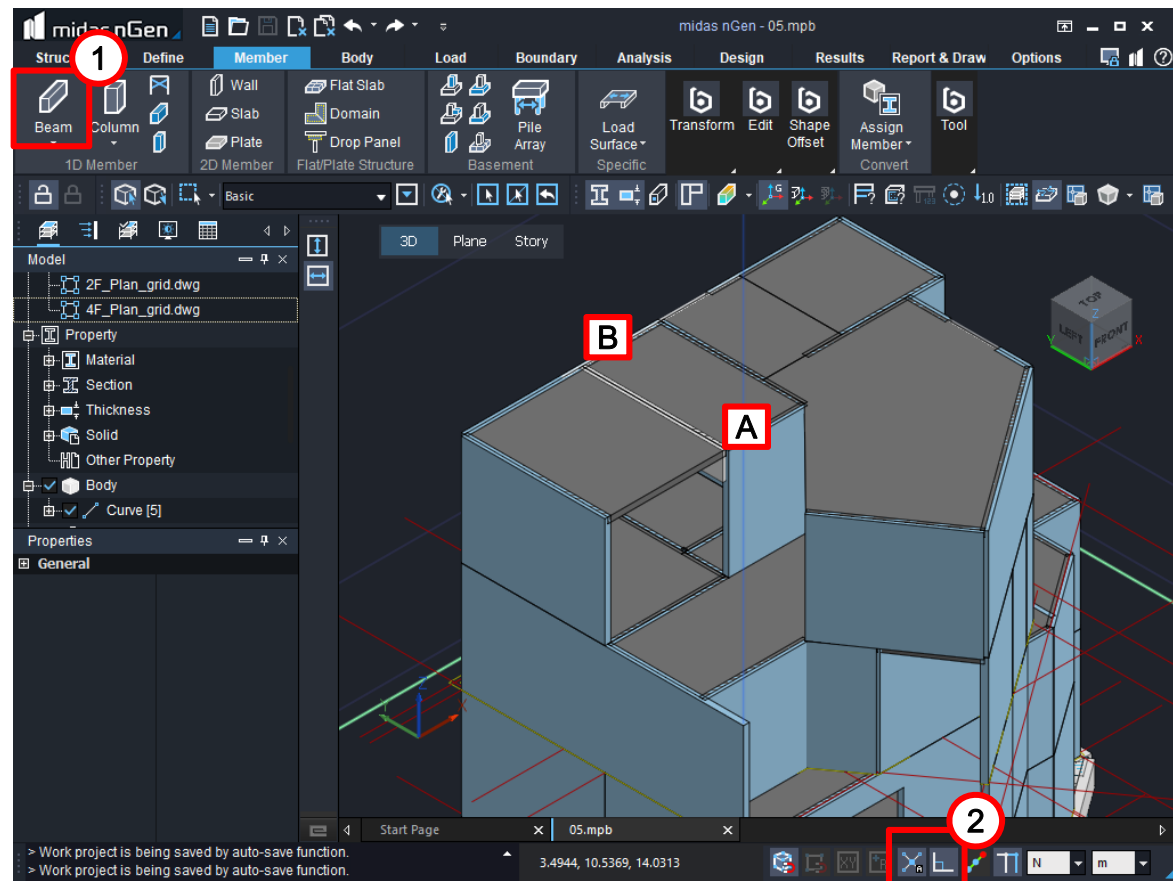 midas nGen
midas nGen - 05.mpb
1
Struc
Define
Member
Body
Load
Boundary
Analysis
Design
Results
Report & Draw
Options
Beam
Column
1D Member
Wall
Slab
Plate
2D Member
Flat Slab
Domain
Drop Panel
Flat/Plate Structure
Basement
Pile
Array
Load
Surface
Specific
Transform
Edit
Shape
Offset
Assign
Member
Convert
Tool
Basic
1.0
3D
Plane
Story
Model
2F_Plan_grid.dwg
4F_Plan_grid.dwg
Property
Material
Section
Thickness
Solid
Other Property
Body
Curve [5]
Properties
General
B
A
TOP
LEFT
FRONT
Z
Y
X
Z
Y
X
2
Start Page
05.mpb
> Work project is being saved by auto-save function.
> Work project is being saved by auto-save function.
3.4944, 10.5369, 14.0313
N
m